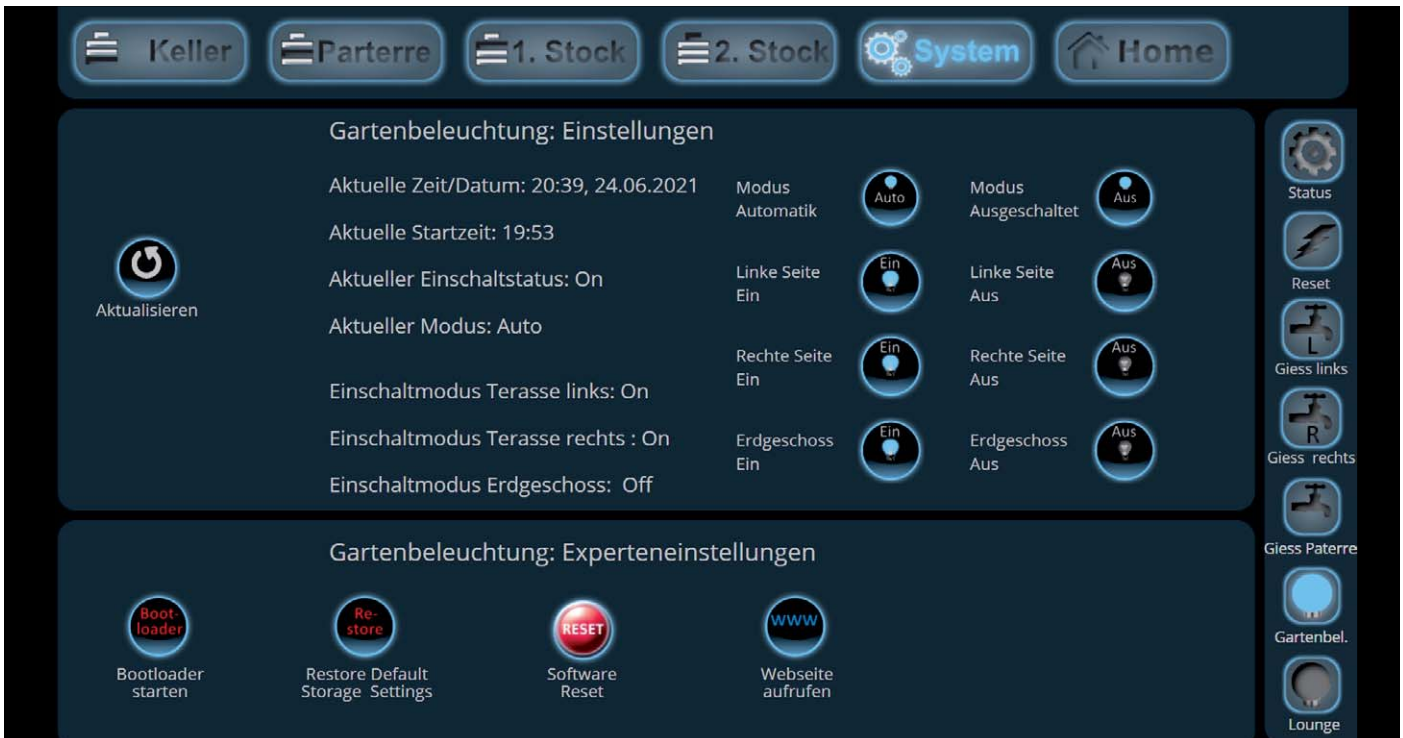 Keller
Parterre
1. Stock
2. Stock
System
Home
Gartenbeleuchtung: Einstellungen
Aktuelle Zeit/Datum: 20:39, 24.06.2021
Aktuelle Startzeit: 19:53
Aktueller Einschaltstatus: On
Aktueller Modus: Auto
Einschaltmodus Terasse links: On
Einschaltmodus Terasse rechts : On
Einschaltmodus Erdgeschoss: Off
Aktualisieren
Modus
Automatik
Auto
Modus
Ausgeschaltet
Aus
Linke Seite
Ein
Ein
Linke Seite
Aus
Aus
Rechte Seite
Ein
Ein
Rechte Seite
Aus
Aus
Erdgeschoss
Ein
Ein
Erdgeschoss
Aus
Aus
Gartenbeleuchtung: Experteneinstellungen
Boot-
loader
Bootloader
starten
Re-
store
Restore Default
Storage Settings
RESET
Software
Reset
WWW
Webseite
aufrufen
Status
Reset
L
Giess links
R
Giess rechts
Giess Paterre
Gartenbel.
Lounge